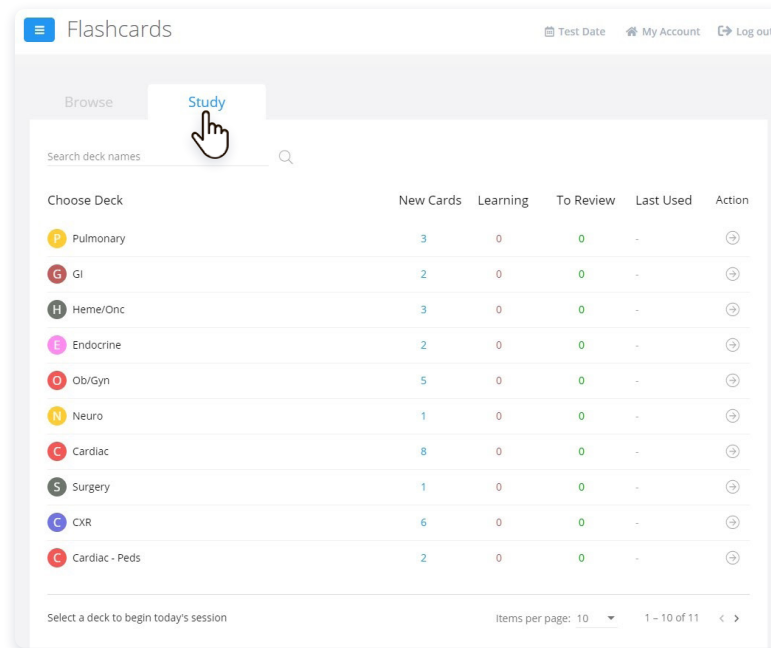 Flashcards
Test Date My Account Log out
Browse Study
Search deck names
Choose Deck New Cards Learning To Review Last Used Action
P Pulmonary 3 0 0 -
G GI 2 0 0 -
H Heme/Onc 3 0 0 -
E Endocrine 2 0 0 -
O Ob/Gyn 5 0 0 -
N Neuro 1 0 0 -
C Cardiac 8 0 0 -
S Surgery 1 0 0 -
C CXR 6 0 0 -
C Cardiac - Peds 2 0 0 -
Select a deck to begin today's session Items per page: 10 1 – 10 of 11